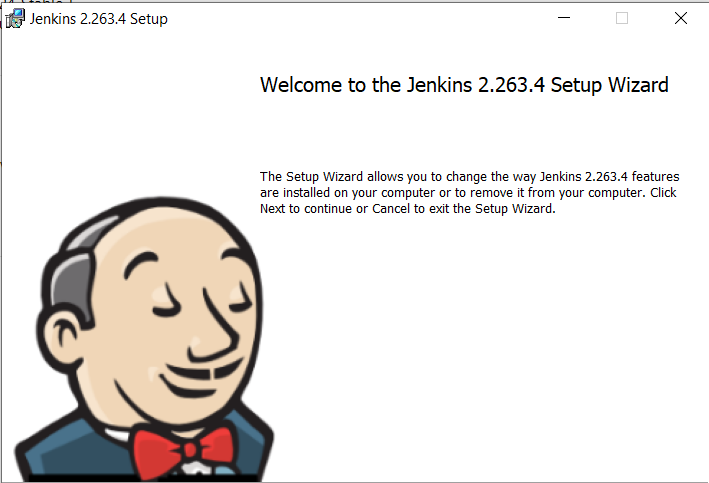 Jenkins 2.263.4 Setup
Welcome to the Jenkins 2.263.4 Setup Wizard
The Setup Wizard allows you to change the way Jenkins 2.263.4 features
are installed on your computer or to remove it from your computer. Click
Next to continue or Cancel to exit the Setup Wizard.